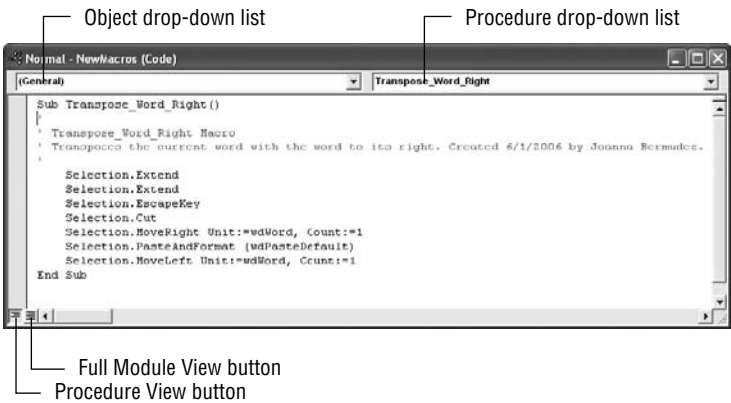 Object drop-down list
Procedure drop-down list
Normal - NewMacros (Code)
(General)
Transpose_Word_Right
Sub Transpose_Word_Right()
'
' Transpose_Word_Right Macro
' Transposes the current word with the word to its right. Created 6/1/2006 by Joanna Bermudez.
'
Selection.Extend
Selection.Extend
Selection.EscapeKey
Selection.Cut
Selection.MoveRight Unit:=wdWord, Count:=1
Selection.PasteAndFormat (wdPasteDefault)
Selection.MoveLeft Unit:=wdWord, Count:=1
End Sub
Full Module View button
Procedure View button